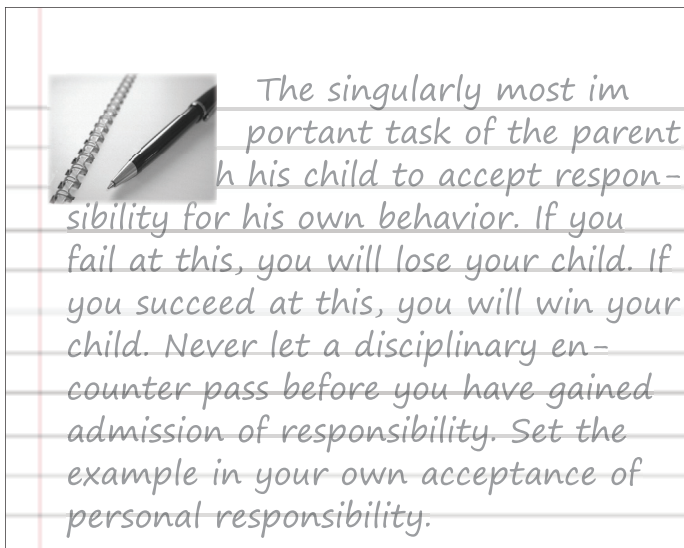 The singularly most im
portant task of the parent
h his child to accept respon-
sibility for his own behavior. If you
fail at this, you will lose your child. If
you succeed at this, you will win your
child. Never let a disciplinary en-
counter pass before you have gained
admission of responsibility. Set the
example in your own acceptance of
personal responsibility.